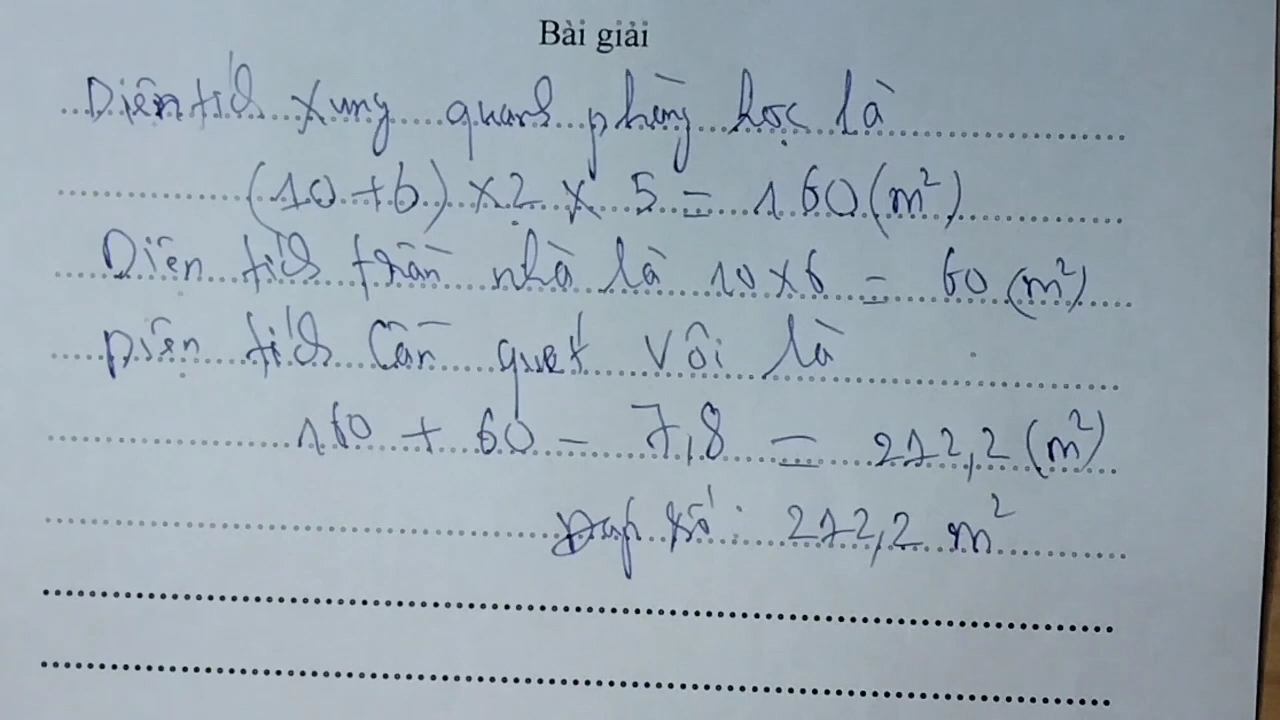 Bài giải
Diện tích xung quanh phòng học là
(10 + 6) × 2 × 5 = 160 (m²)
Diện tích trần nhà là 10 × 6 = 60 (m²)
Diện tích cần quét vôi là
160 + 60 - 7,8 = 212,2 (m²)
Đáp số: 212,2 m²